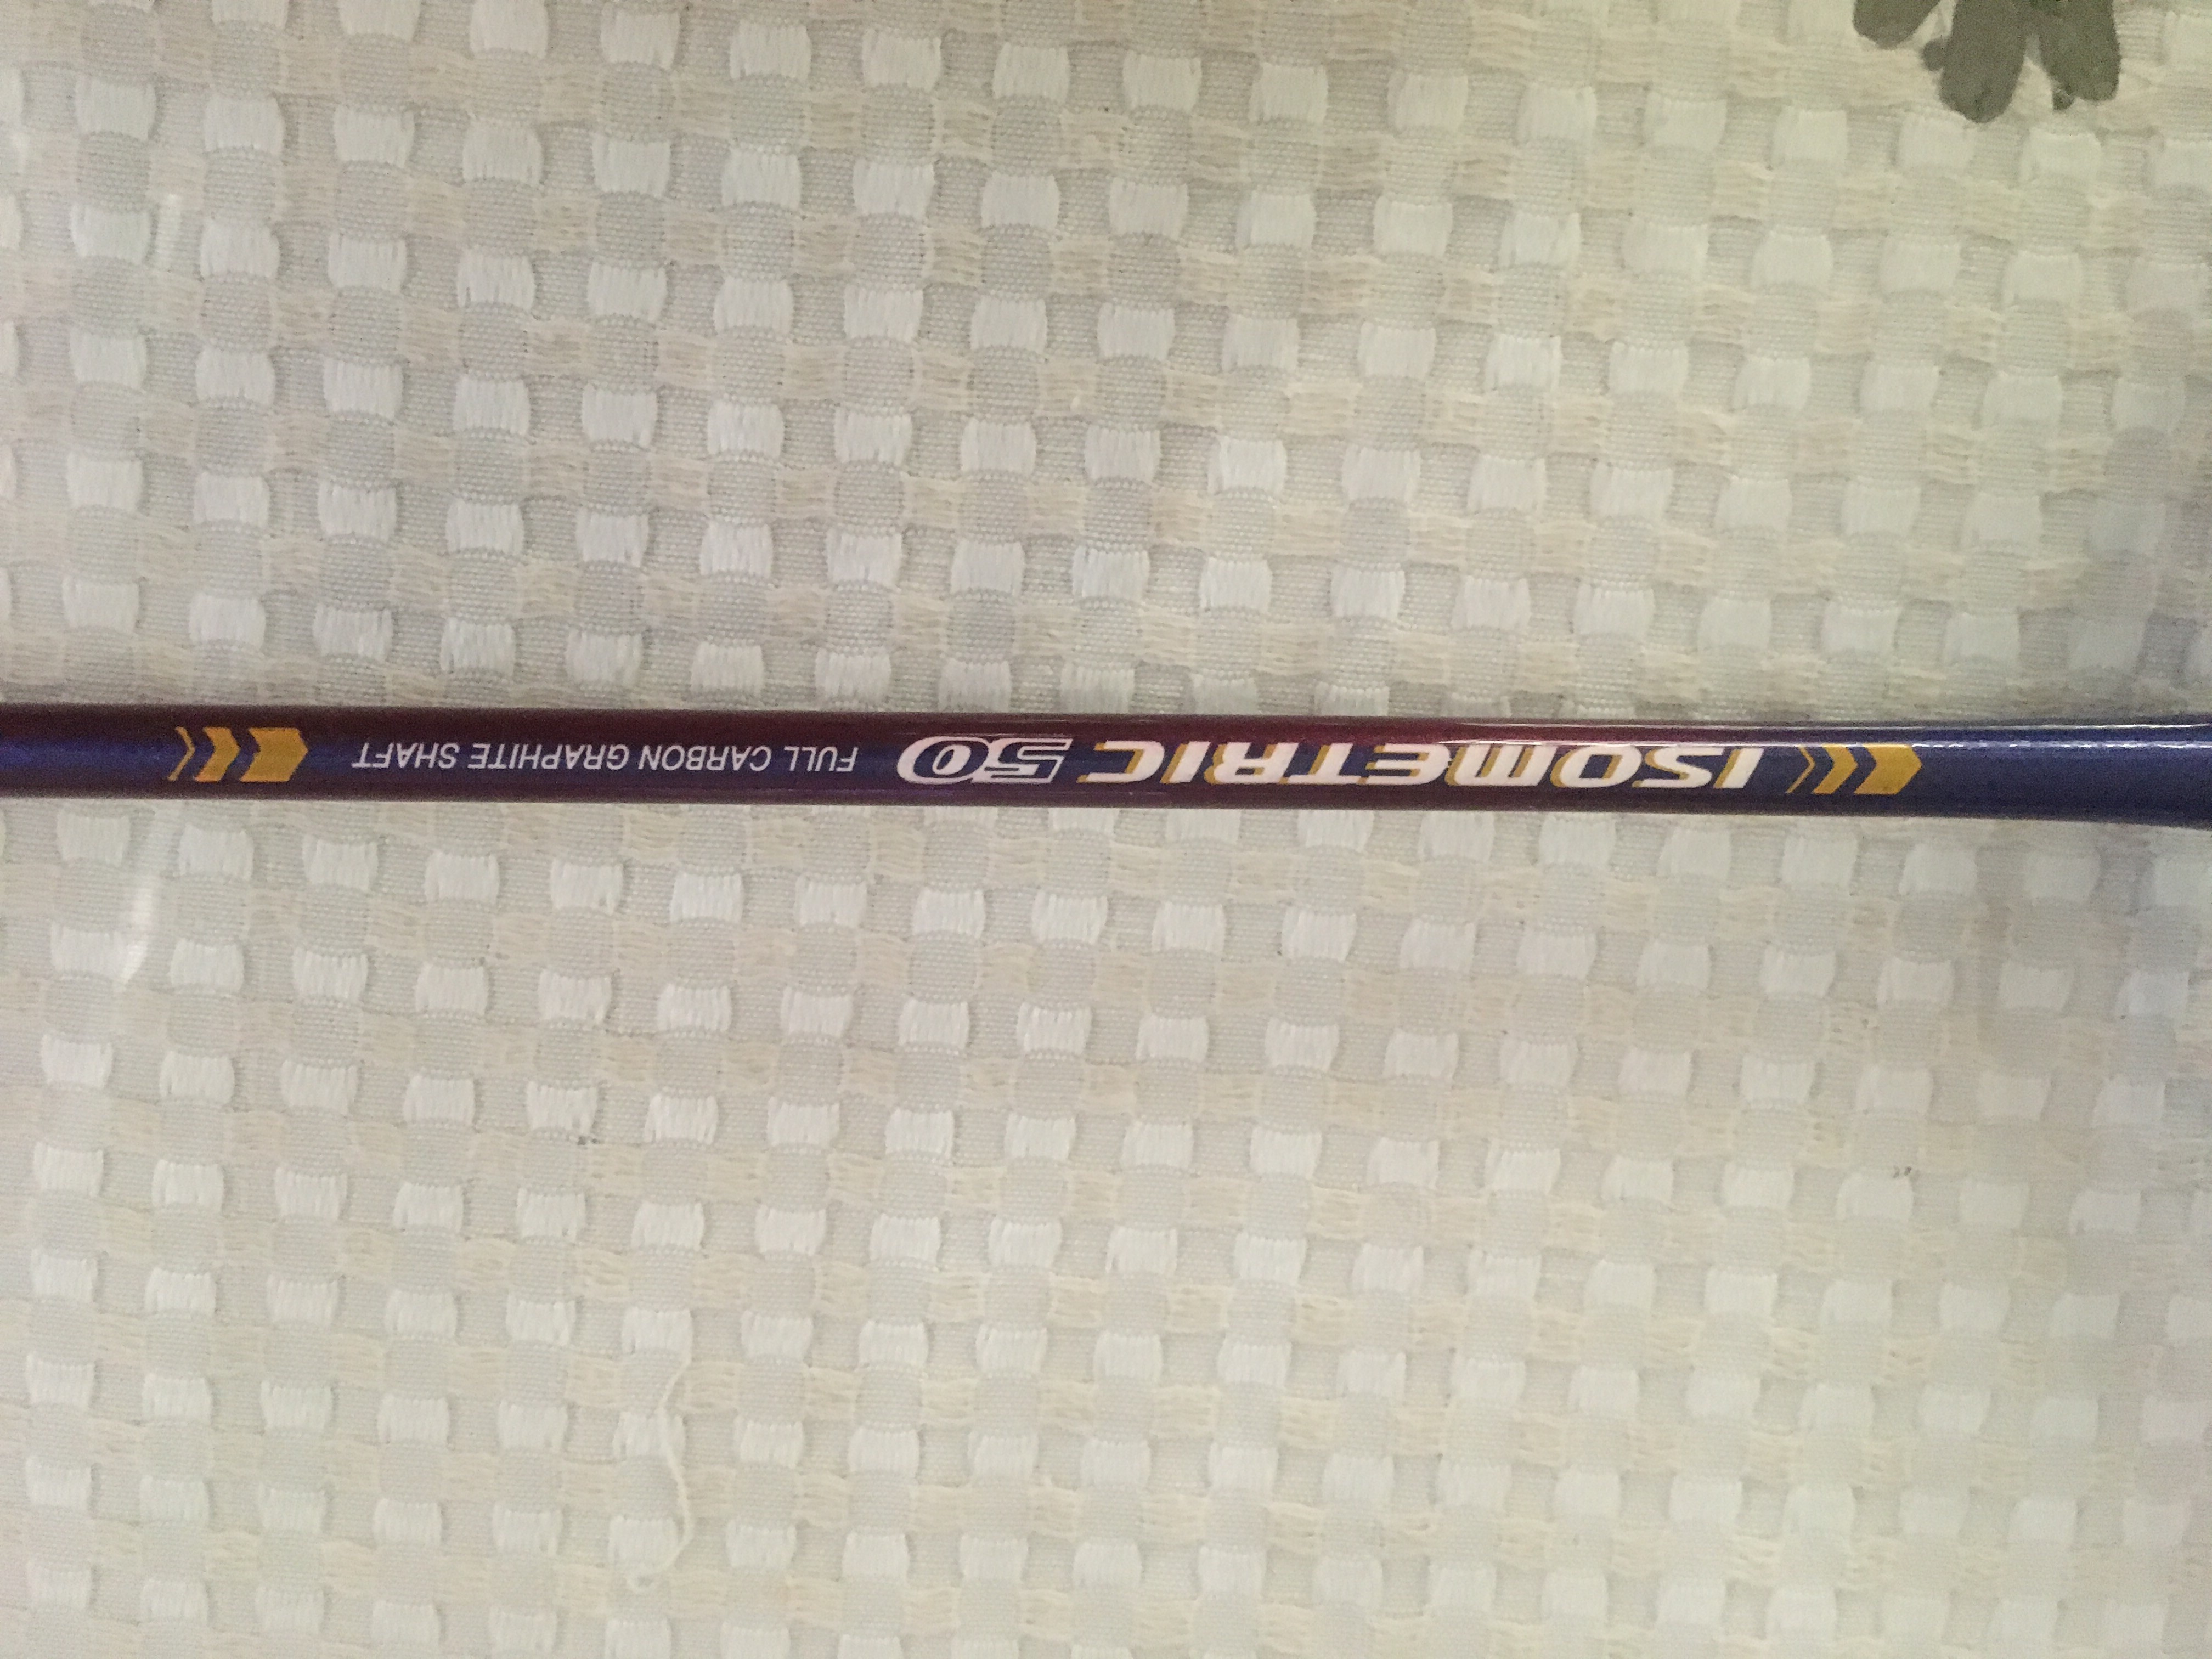 ISOMETRIC 50 FULL CARBON GRAPHITE SHAFT